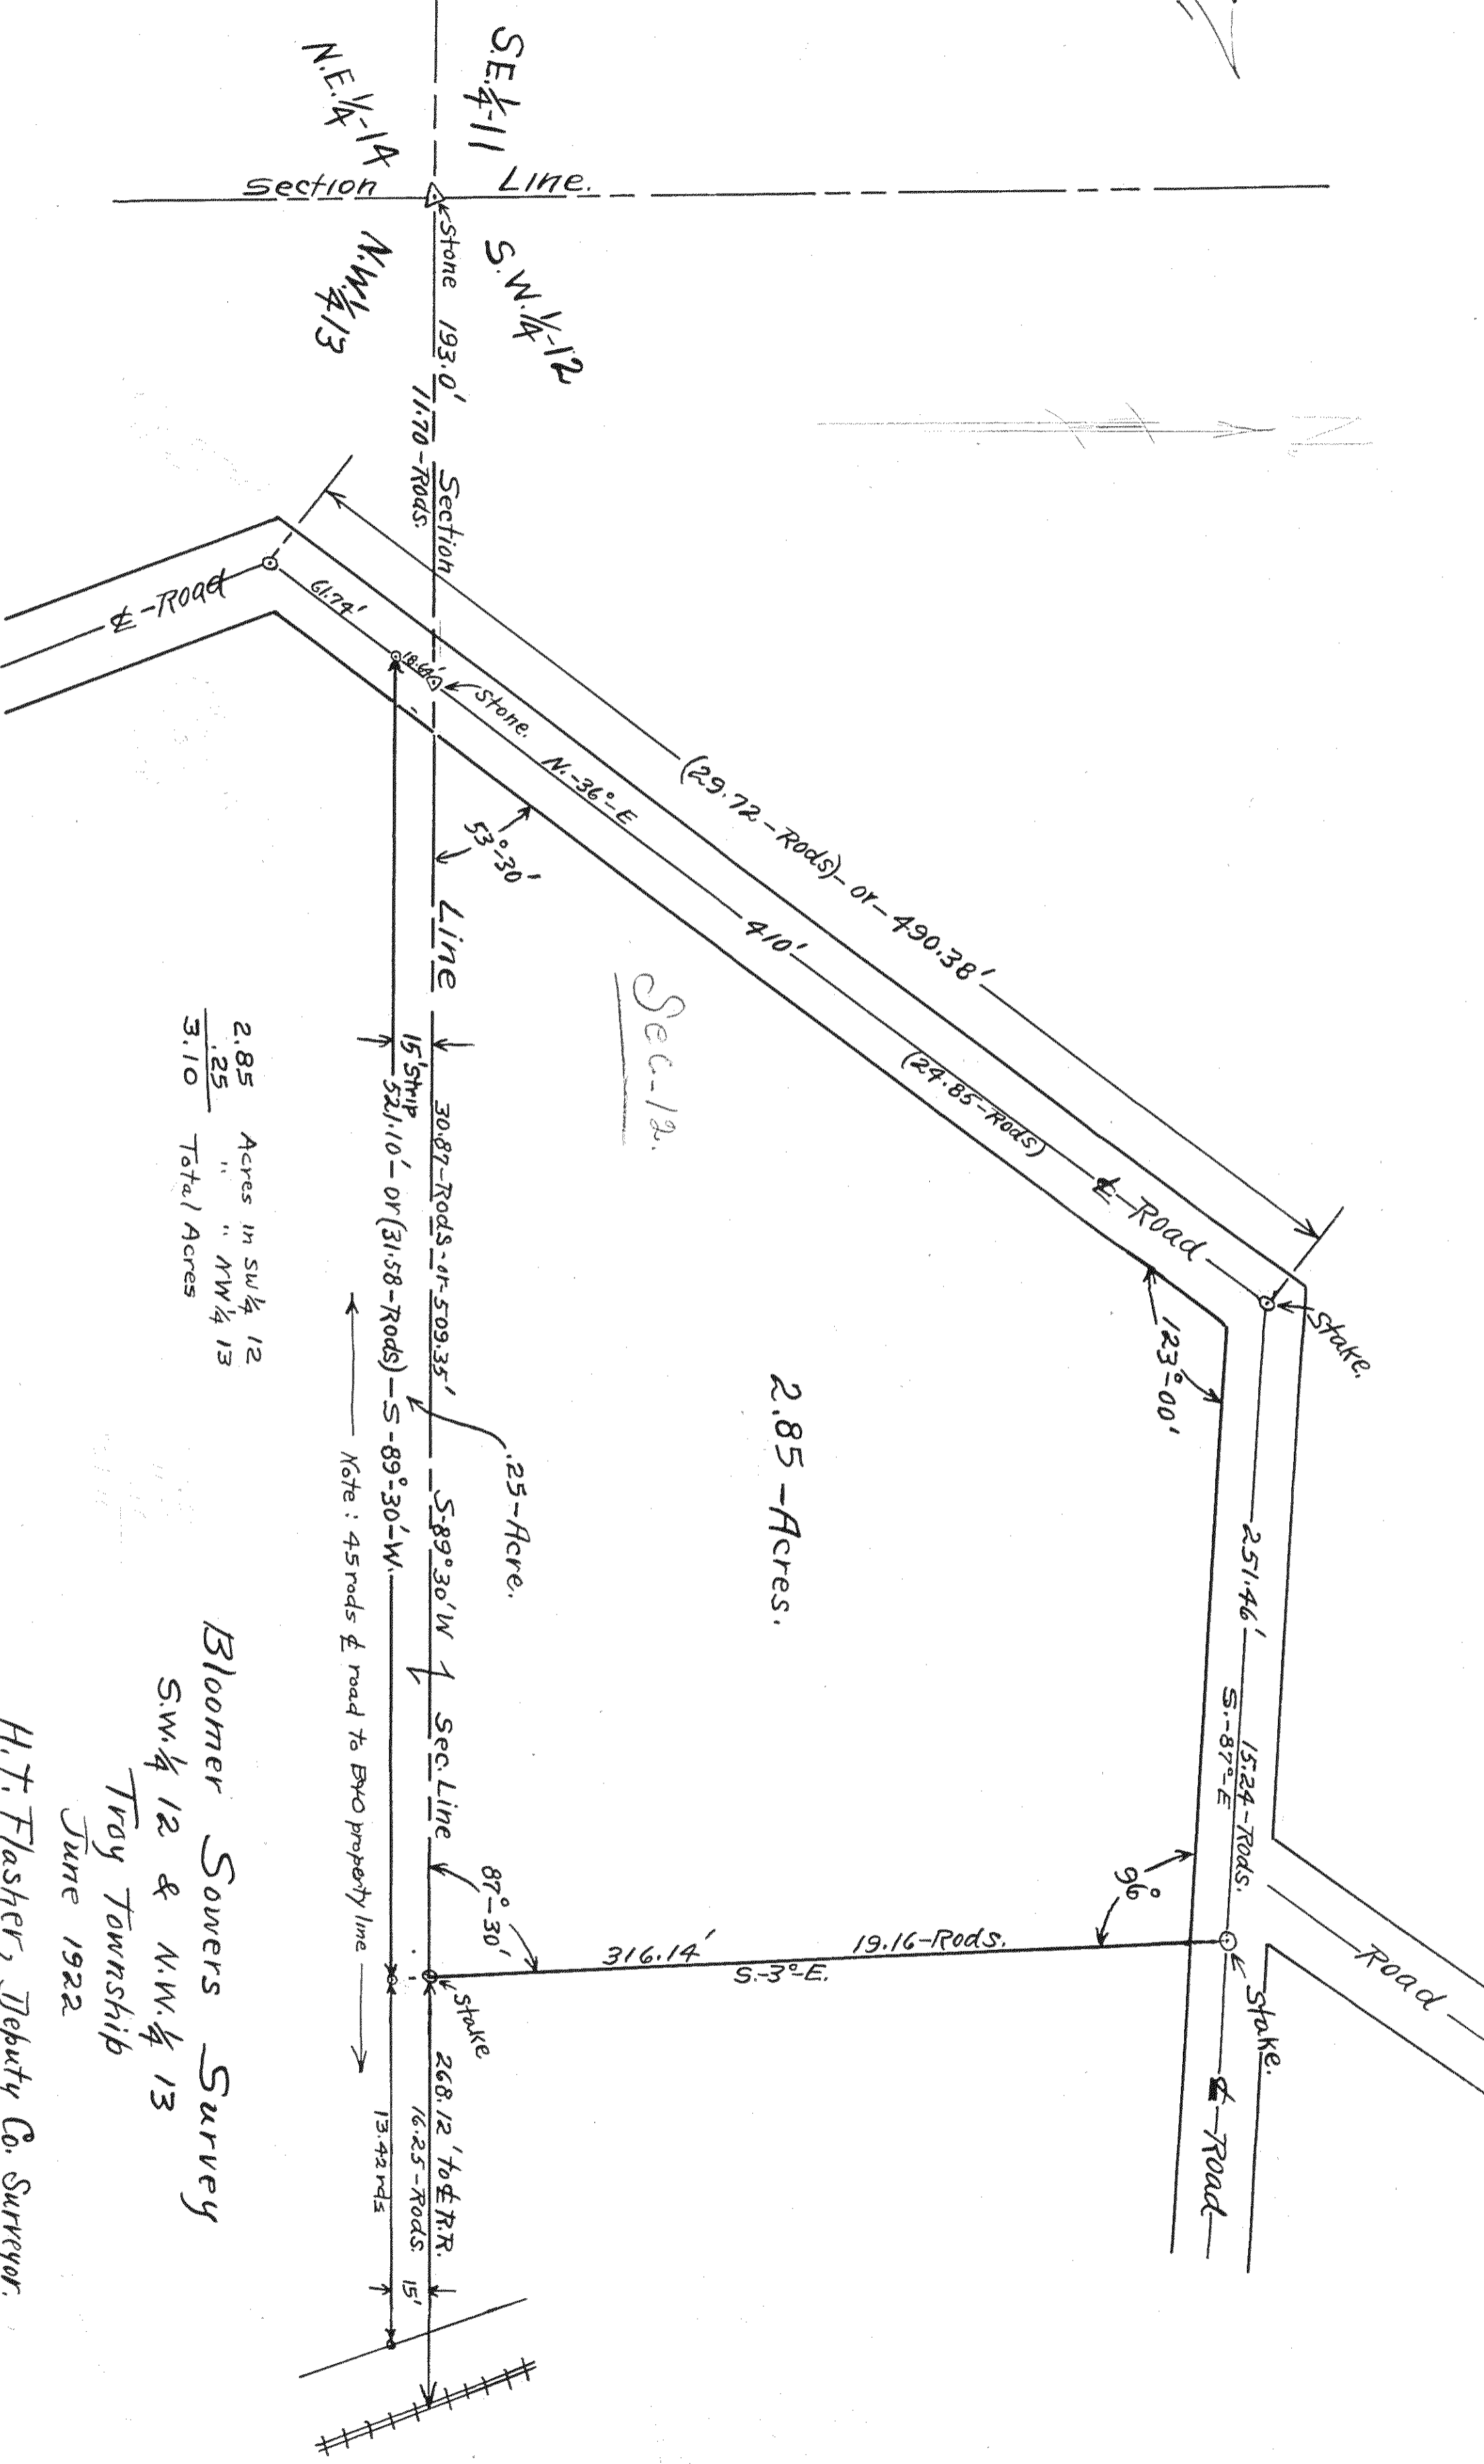 S.E.¼-11
N.E.¼-14
Section Line.
Stone
S.W.¼-12
N.W.¼13
193.0'
11.70-Rods.
N
Section
Line
℄-Road
61.74'
18.64'
Stone.
N.-36°-E
53°-30'
(29.72-Rods)-or-490.38'
410'
(24.85-Rods)
℄-Road
Stake.
123°-00'
Sec-12.
15' Strip
30.87-Rods-or-509.35'
S-89°30'W
Sec. Line
521.10'-or(31.58-Rods)-S-89°-30'-W.
.25-Acre.
2.85-Acres.
251.46'
15.24-Rods.
S.-87°-E
96°
87°-30'
316.14'
19.16-Rods.
S.-3°-E.
Stake.
Road
℄-Road
stake
268.12' to ℄ R.R.
16.25-Rods.
13.42rds
15'
Note: 45 rods ℄ road to B&O property line
2.85 Acres in SW¼ 12
.25 " " NW¼ 13
3.10 Total Acres
Bloomer Sowers Survey
S.W.¼ 12 & N.W.¼ 13
Troy Township
June 1922
H.T. Flasher, Deputy Co. Surveyor.